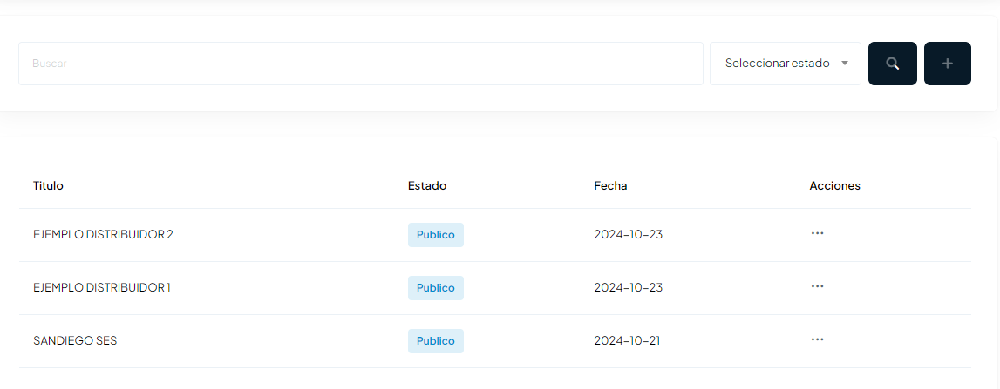 Buscar
Seleccionar estado
Titulo Estado Fecha Acciones
EJEMPLO DISTRIBUIDOR 2 Publico 2024-10-23 ...
EJEMPLO DISTRIBUIDOR 1 Publico 2024-10-23 ...
SANDIEGO SES Publico 2024-10-21 ...